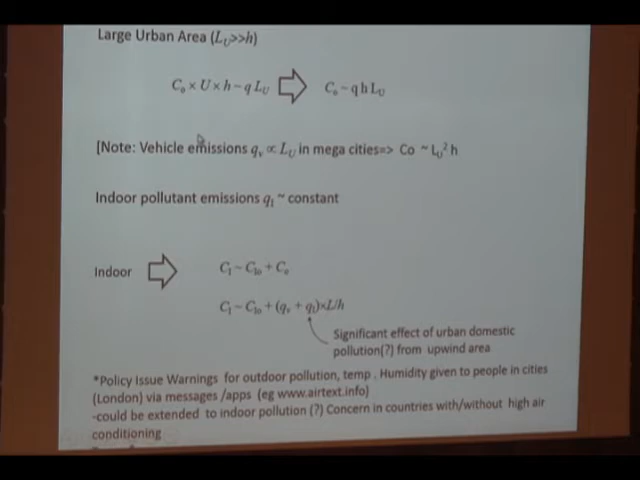 Large Urban Area (L_U>>h)
C_o × U × h ~ q L_U ⇒ C_o ~ q h L_U
[Note: Vehicle emissions q_v ∝ L_U in mega cities=> Co ~ L_U² h
Indoor pollutant emissions q_I ~ constant
Indoor ⇒ C_I ~ C_Io + C_o
C_I ~ C_Io + (q_v + q_I)×L/h
Significant effect of urban domestic
pollution(?) from upwind area
*Policy Issue Warnings for outdoor pollution, temp . Humidity given to people in cities
(London) via messages /apps (eg www.airtext.info)
-could be extended to indoor pollution (?) Concern in countries with/without high air
conditioning